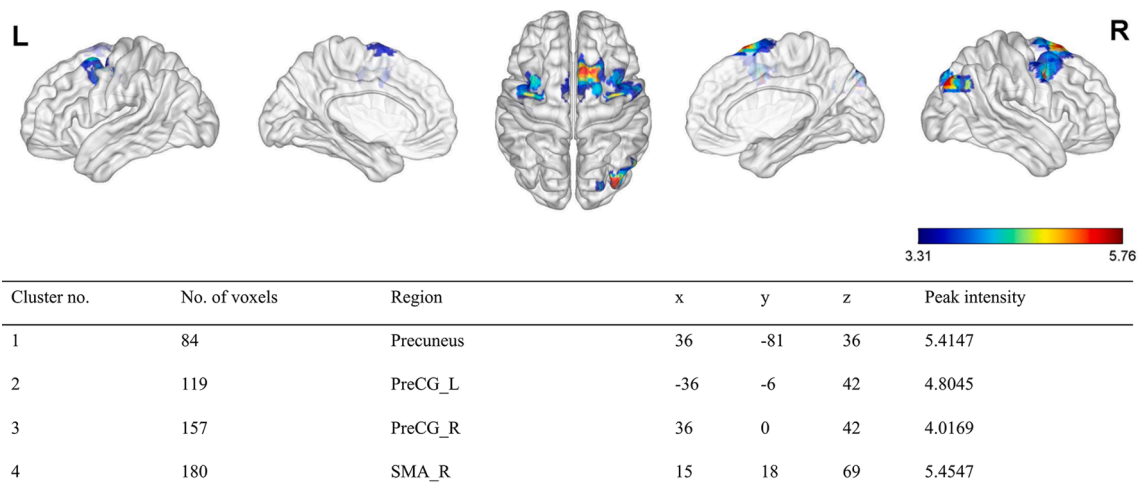 L R
3.31 5.76
Cluster no. No. of voxels Region x y z Peak intensity
1 84 Precuneus 36 -81 36 5.4147
2 119 PreCG_L -36 -6 42 4.8045
3 157 PreCG_R 36 0 42 4.0169
4 180 SMA_R 15 18 69 5.4547